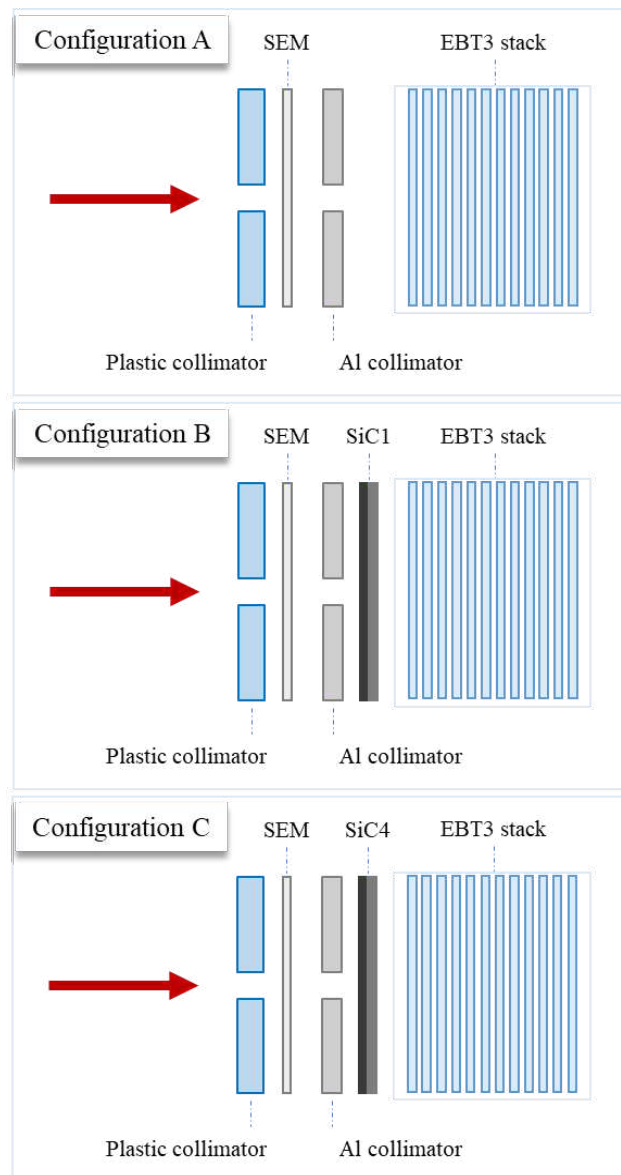 Configuration A
SEM
EBT3 stack
Plastic collimator
Al collimator
Configuration B
SEM
SiC1
EBT3 stack
Plastic collimator
Al collimator
Configuration C
SEM
SiC4
EBT3 stack
Plastic collimator
Al collimator